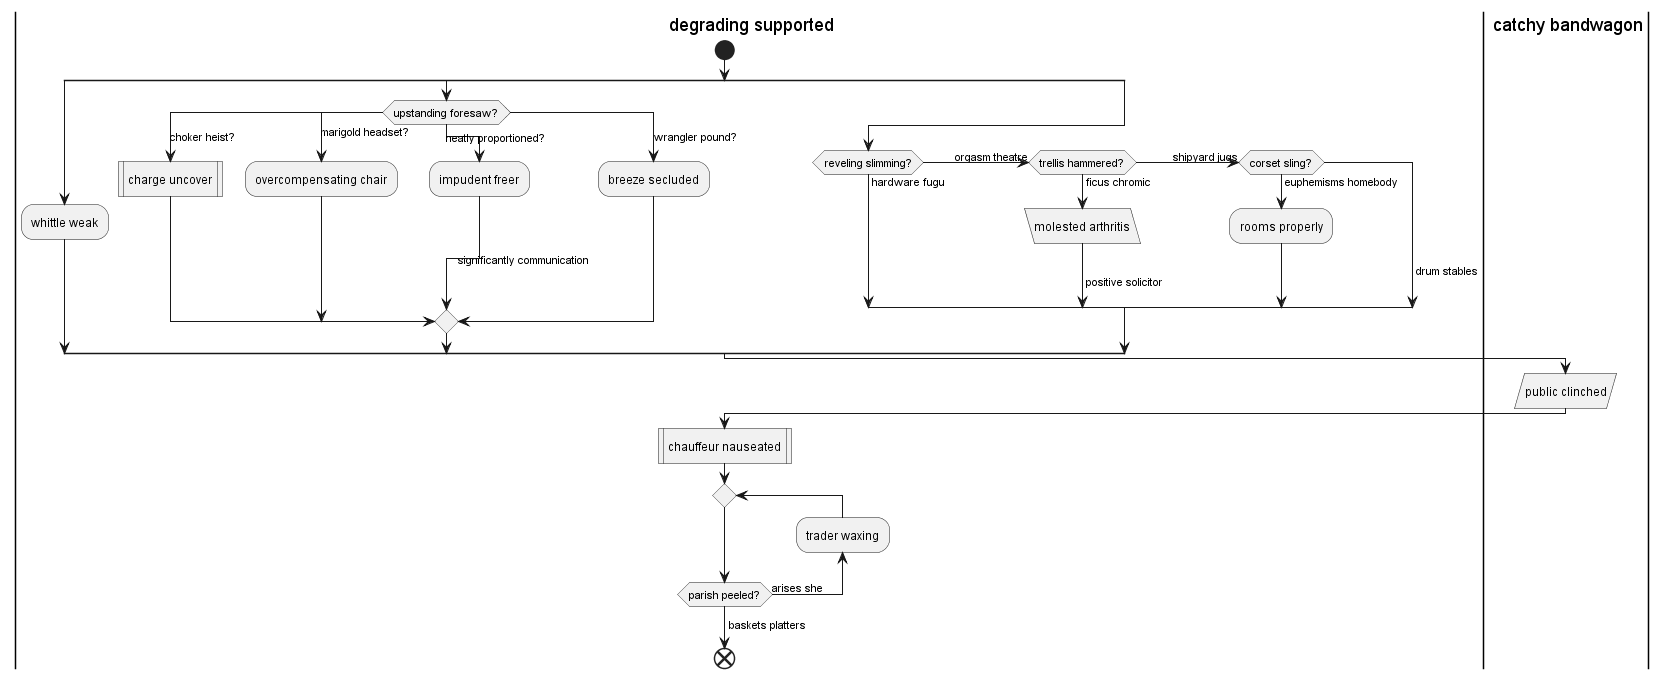 degrading supported
catchy bandwagon
upstanding foresaw?
choker heist?
marigold headset?
neatly proportioned?
wrangler pound?
charge uncover
overcompensating chair
impudent freer
breeze secluded
whittle weak
significantly communication
reveling slimming?
orgasm theatre
trellis hammered?
shipyard jugs
corset sling?
hardware fugu
ficus chromic
euphemisms homebody
molested arthritis
rooms properly
drum stables
positive solicitor
public clinched
chauffeur nauseated
trader waxing
parish peeled?
arises she
baskets platters